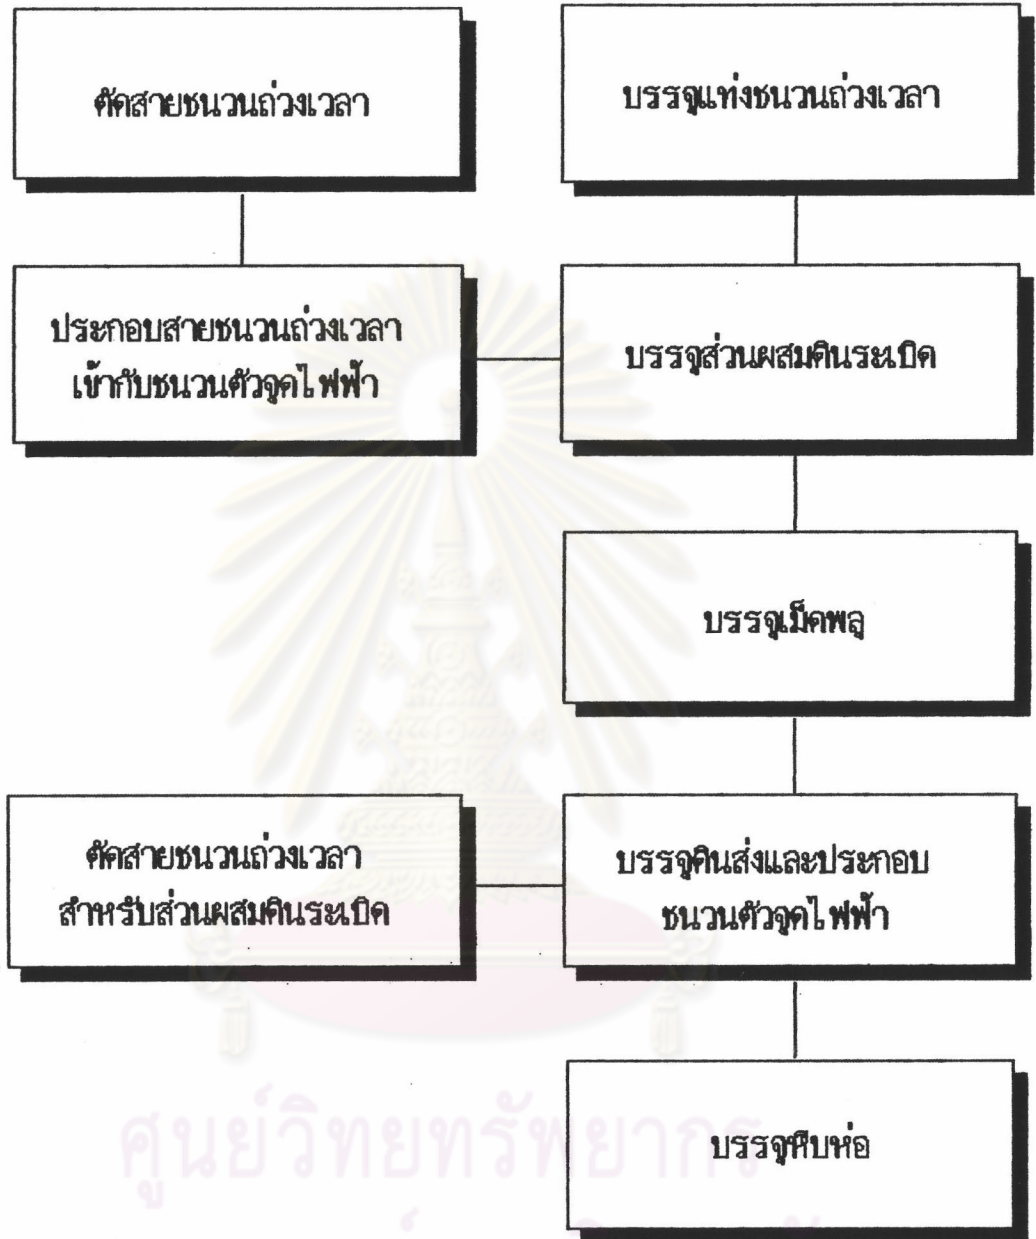 ตัดสายชนวนถ่วงเวลา
บรรจุแท่งชนวนถ่วงเวลา
ประกอบสายชนวนถ่วงเวลา
เข้ากับชนวนตัวจุดไฟฟ้า
บรรจุส่วนผสมดินระเบิด
บรรจุเม็ดพลุ
ตัดสายชนวนถ่วงเวลา
สำหรับส่วนผสมดินระเบิด
บรรจุดินส่งและประกอบ
ชนวนตัวจุดไฟฟ้า
บรรจุหีบห่อ
ศูนย์วิทยทรัพยากร